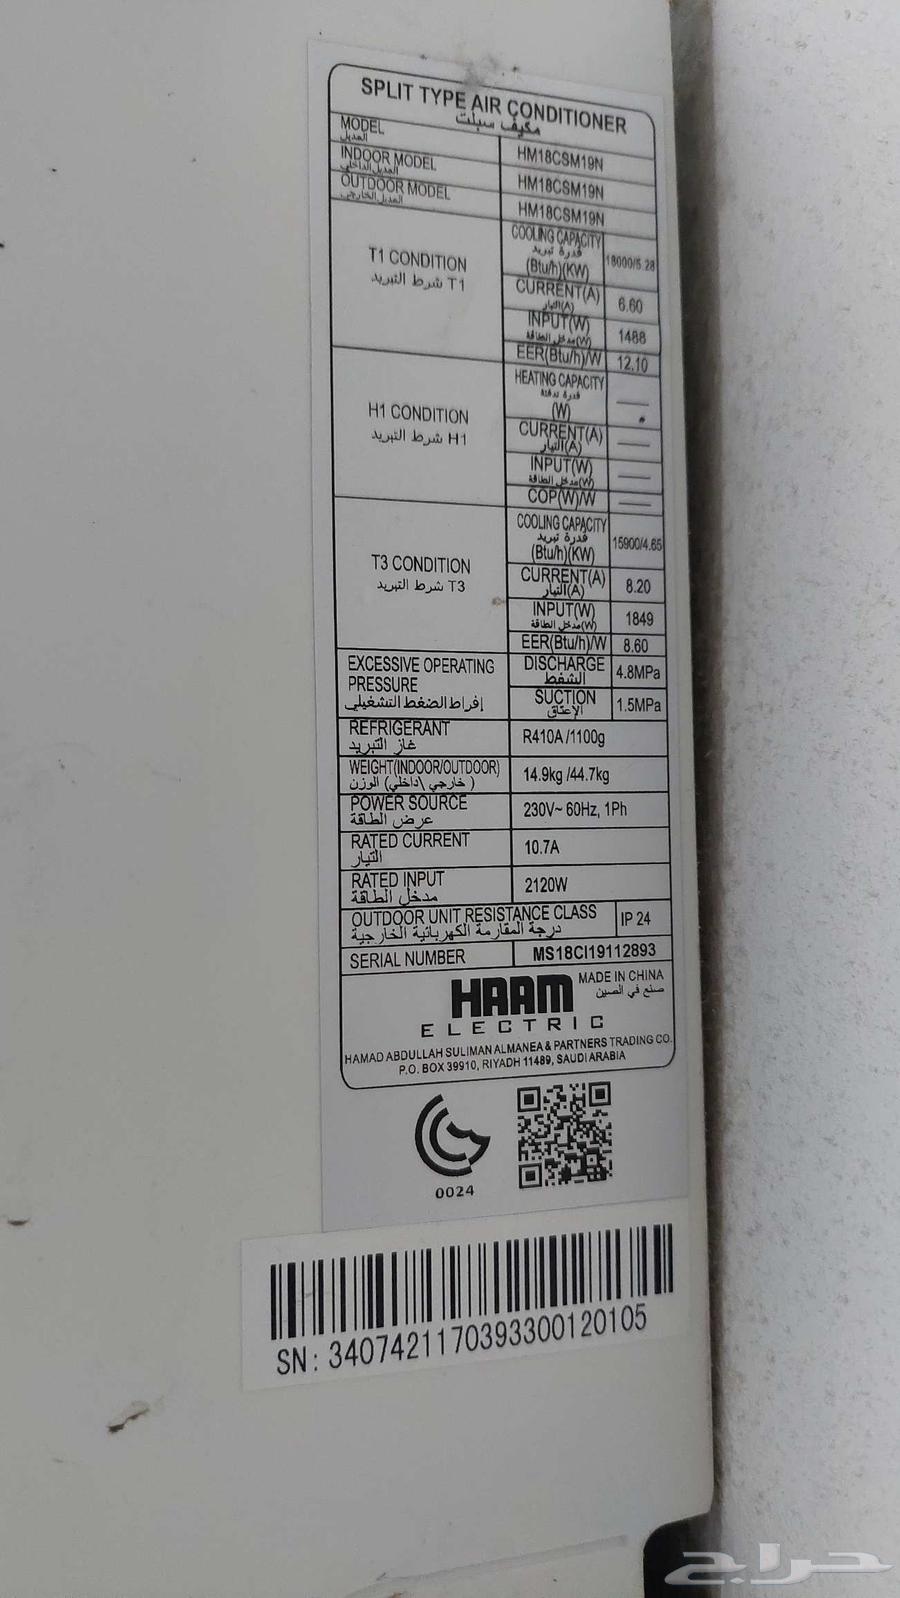 SPLIT TYPE AIR CONDITIONER
مكيف سبلت
MODEL HM18CSM19N
الموديل
INDOOR MODEL HM18CSM19N
الموديل الداخلي
OUTDOOR MODEL HM18CSM19N
الموديل الخارجي
T1 CONDITION
T1 شرط التبريد
COOLING CAPACITY
قدرة تبريد
(Btu/h)(KW) 18000/5.28
CURRENT(A) 6.60
التيار(A)
INPUT(W) 1488
مدخل الطاقة(W)
EER(Btu/h)/W 12.10
H1 CONDITION
H1 شرط التبريد
HEATING CAPACITY
قدرة تدفئة
(W) —
CURRENT(A) —
التيار(A)
INPUT(W) —
مدخل الطاقة(W)
COP(W)/W —
T3 CONDITION
T3 شرط التبريد
COOLING CAPACITY
قدرة تبريد
(Btu/h)(KW) 15900/4.65
CURRENT(A) 8.20
التيار(A)
INPUT(W) 1849
مدخل الطاقة(W)
EER(Btu/h)/W 8.60
EXCESSIVE OPERATING
PRESSURE
إفراط الضغط التشغيلي
DISCHARGE 4.8MPa
الشفط
SUCTION 1.5MPa
الإعتاق
REFRIGERANT R410A /1100g
غاز التبريد
WEIGHT(INDOOR/OUTDOOR) 14.9kg /44.7kg
الوزن (داخلي\ خارجي )
POWER SOURCE 230V~ 60Hz, 1Ph
عرض الطاقة
RATED CURRENT 10.7A
التيار
RATED INPUT 2120W
مدخل الطاقة
OUTDOOR UNIT RESISTANCE CLASS IP 24
درجة المقارمة الكهربائية الخارجية
SERIAL NUMBER MS18CI19112893
HAAM
ELECTRIC
MADE IN CHINA
صنع في الصين
HAMAD ABDULLAH SULIMAN ALMANEA & PARTNERS TRADING CO.
P.O. BOX 39910, RIYADH 11489, SAUDI ARABIA
0024
SN: 3407421170393300120105
حراج